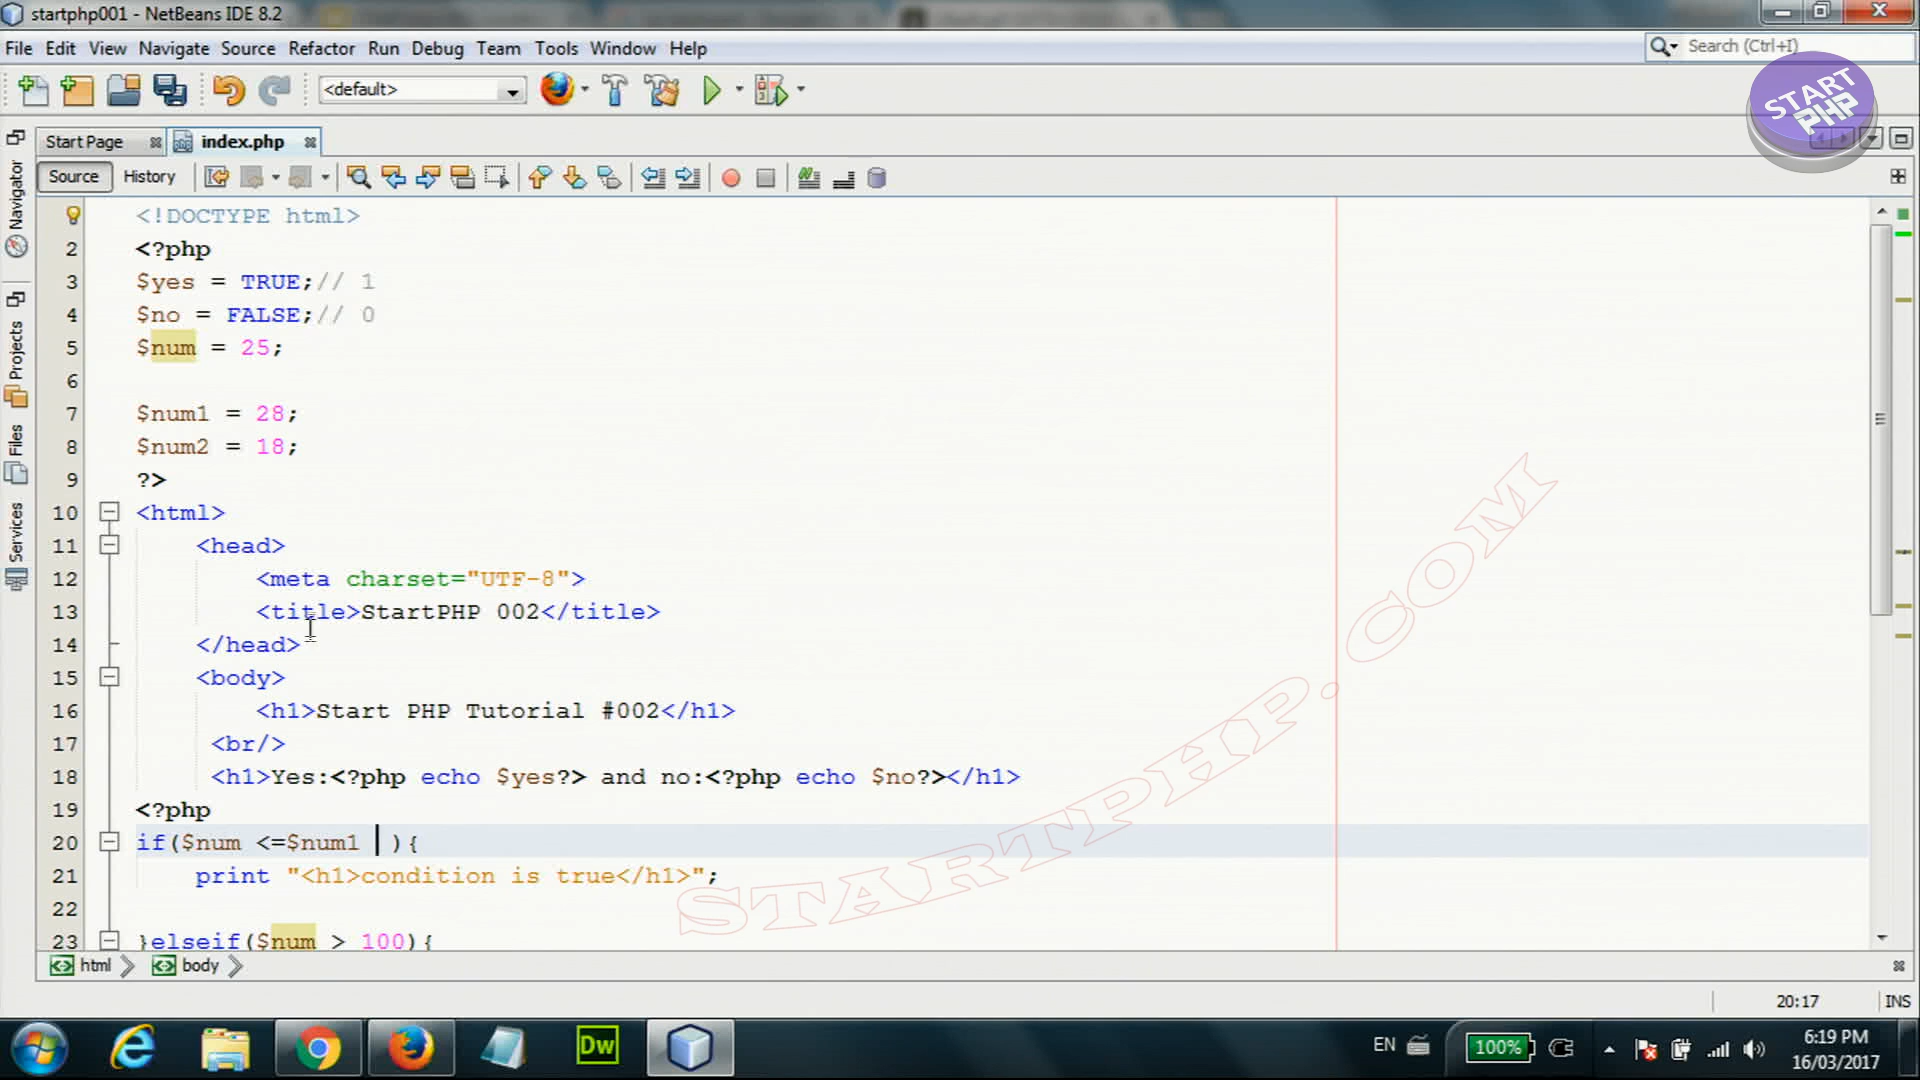 startphp001 - NetBeans IDE 8.2
File Edit View Navigate Source Refactor Run Debug Team Tools Window Help
Search (Ctrl+I)
<default>
START PHP
Start Page index.php
Source History
Navigator
Projects
Files
Services
<!DOCTYPE html>
2 <?php
3 $yes = TRUE;// 1
4 $no = FALSE;// 0
5 $num = 25;
6
7 $num1 = 28;
8 $num2 = 18;
9 ?>
10 <html>
11 <head>
12 <meta charset="UTF-8">
13 <title>StartPHP 002</title>
14 </head>
15 <body>
16 <h1>Start PHP Tutorial #002</h1>
17 <br/>
18 <h1>Yes:<?php echo $yes?> and no:<?php echo $no?></h1>
19 <?php
20 if($num <=$num1 ){
21 print "<h1>condition is true</h1>";
22
23 }elseif($num > 100){
STARTPHP.COM
html body
20:17 INS
Dw
EN 100% 6:19 PM
16/03/2017